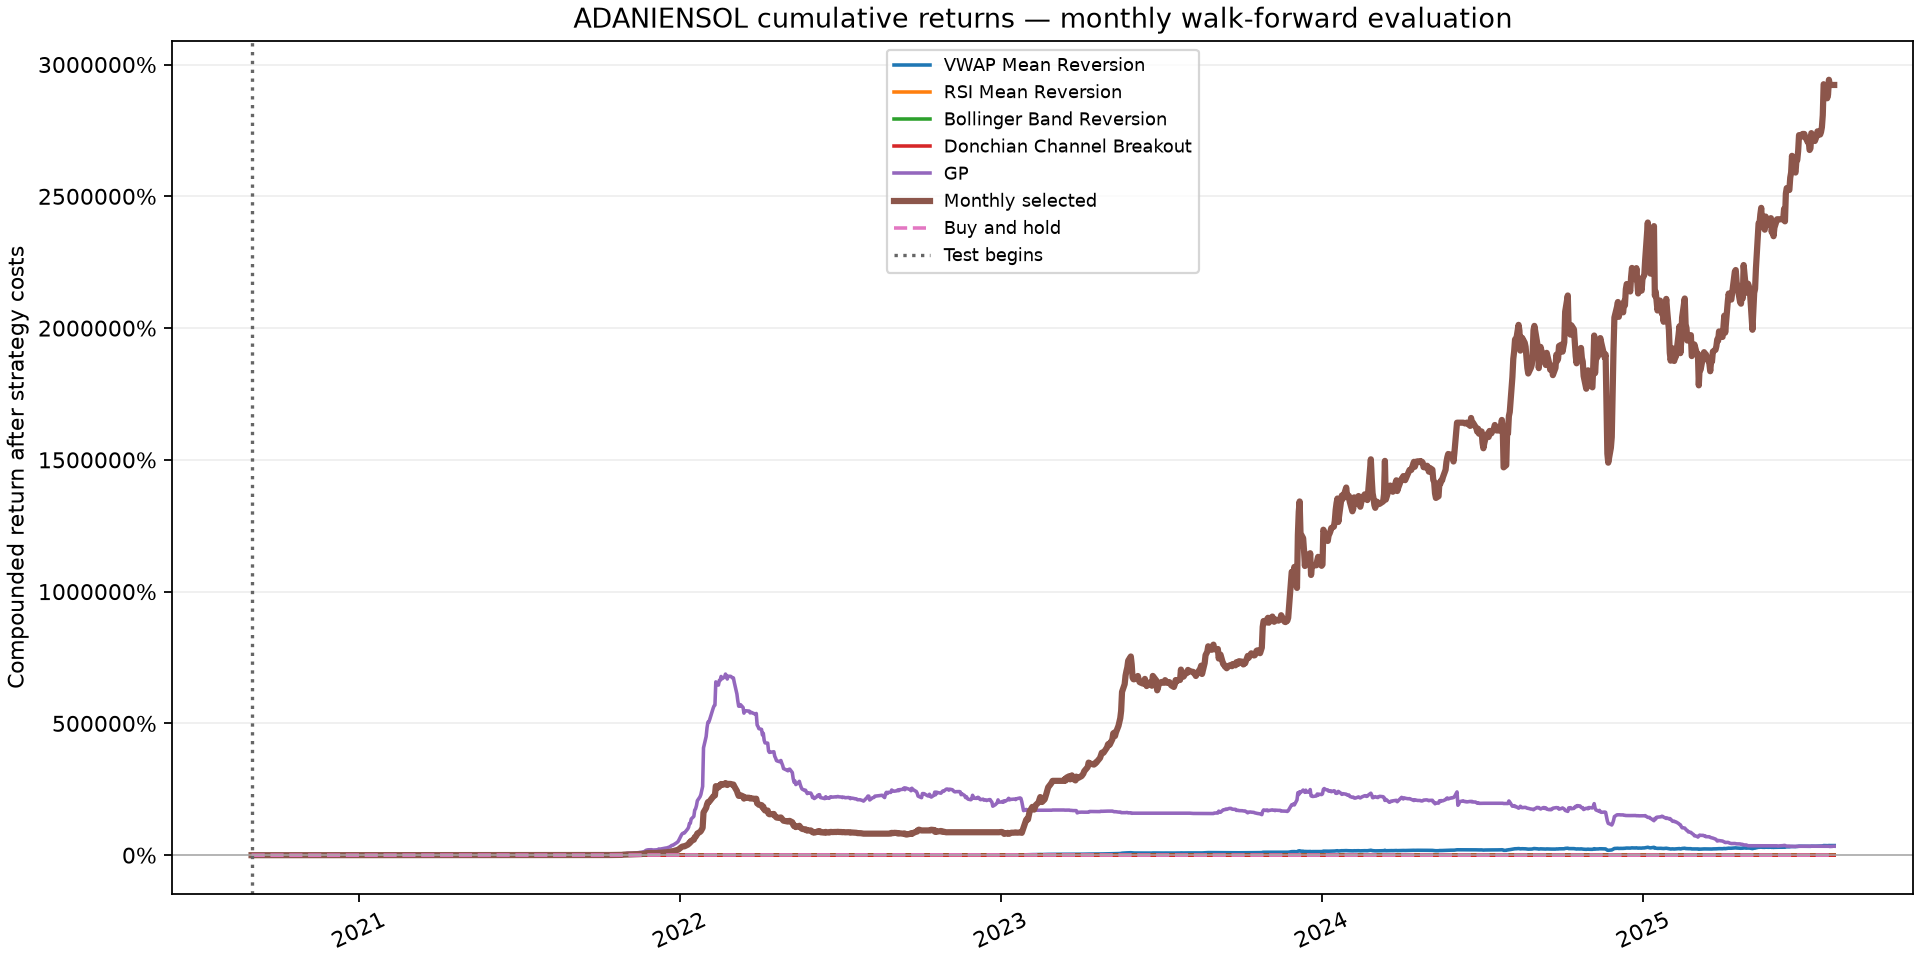 ADANIENSOL cumulative returns — monthly walk-forward evaluation
Compounded return after strategy costs
3000000%
2500000%
2000000%
1500000%
1000000%
500000%
0%
VWAP Mean Reversion
RSI Mean Reversion
Bollinger Band Reversion
Donchian Channel Breakout
GP
Monthly selected
Buy and hold
Test begins
2021
2022
2023
2024
2025